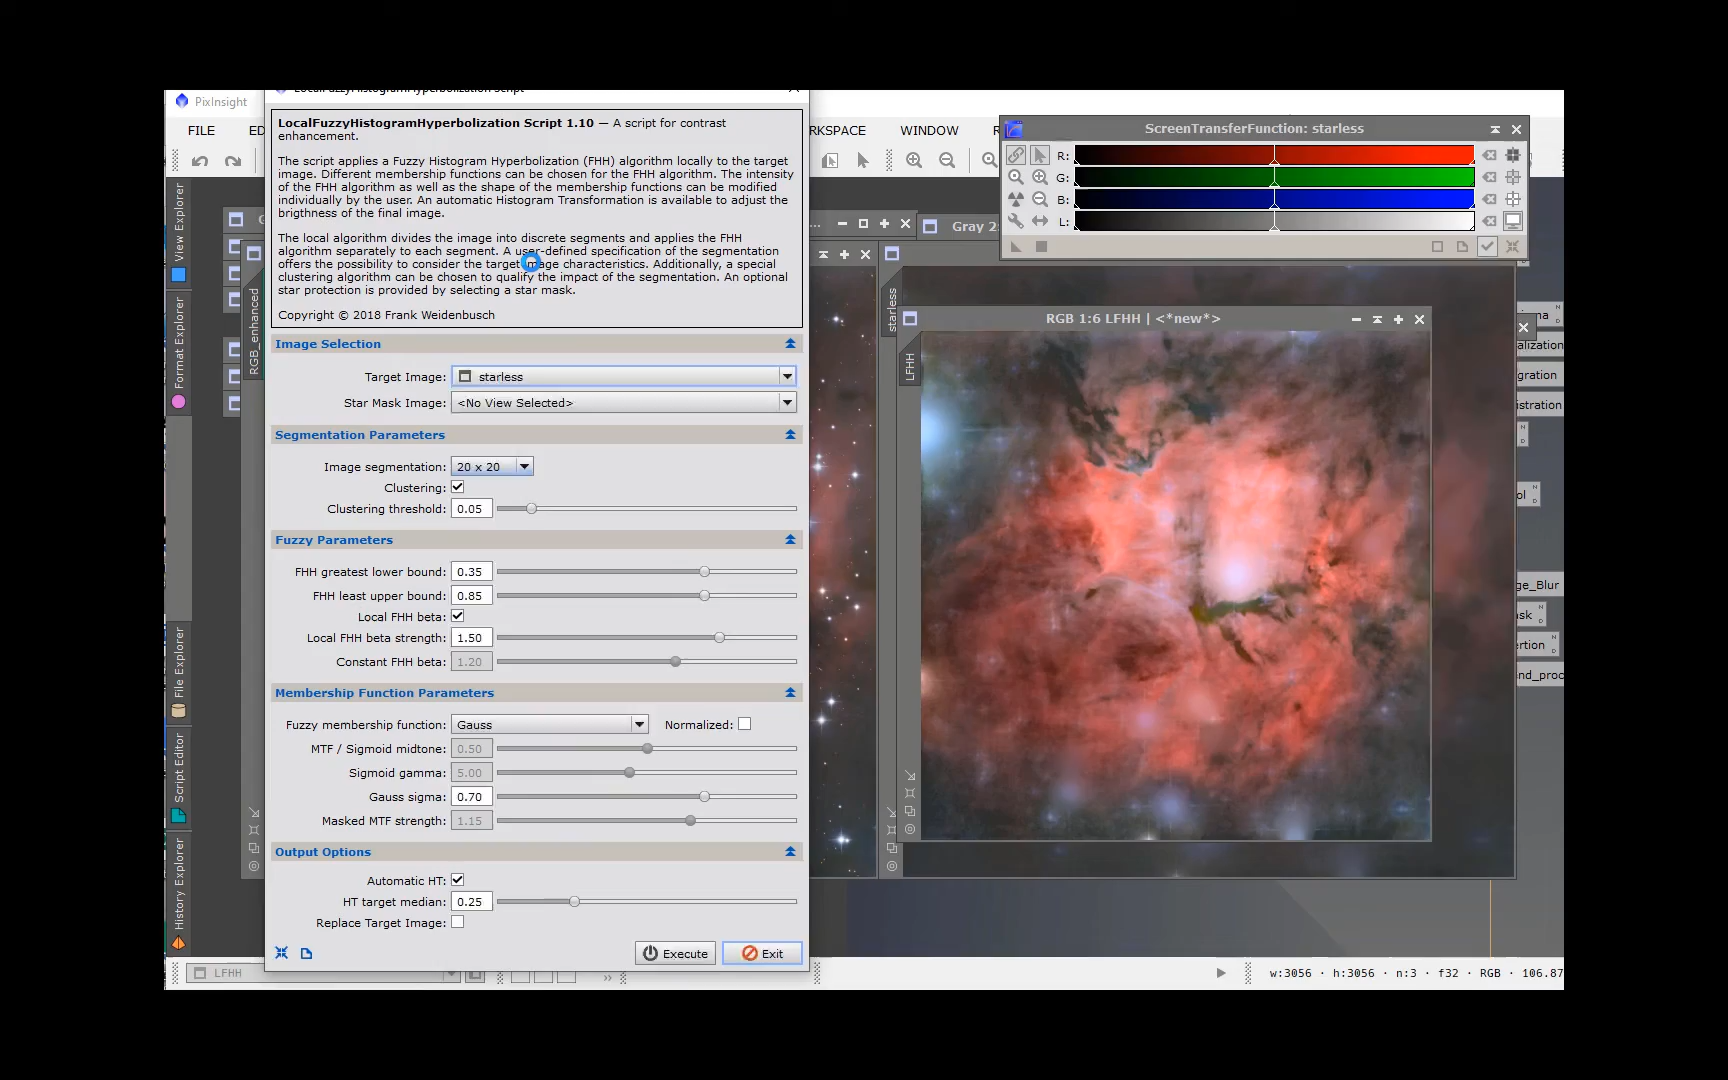 PixInsight
FILE
ED
RKSPACE
WINDOW
LocalFuzzyHistogramHyperbolization Script
LocalFuzzyHistogramHyperbolization Script 1.10 — A script for contrast
enhancement.
The script applies a Fuzzy Histogram Hyperbolization (FHH) algorithm locally to the target
image. Different membership functions can be chosen for the FHH algorithm. The intensity
of the FHH algorithm as well as the shape of the membership functions can be modified
individually by the user. An automatic Histogram Transformation is available to adjust the
brigthness of the final image.
The local algorithm divides the image into discrete segments and applies the FHH
algorithm separately to each segment. A user-defined specification of the segmentation
offers the possibility to consider the target image characteristics. Additionally, a special
clustering algorithm can be chosen to qualify the impact of the segmentation. An optional
star protection is provided by selecting a star mask.
Copyright © 2018 Frank Weidenbusch
Image Selection
Target Image: starless
Star Mask Image: <No View Selected>
Segmentation Parameters
Image segmentation: 20 x 20
Clustering:
Clustering threshold: 0.05
Fuzzy Parameters
FHH greatest lower bound: 0.35
FHH least upper bound: 0.85
Local FHH beta:
Local FHH beta strength: 1.50
Constant FHH beta: 1.20
Membership Function Parameters
Fuzzy membership function: Gauss Normalized:
MTF / Sigmoid midtone: 0.50
Sigmoid gamma: 5.00
Gauss sigma: 0.70
Masked MTF strength: 1.15
Output Options
Automatic HT:
HT target median: 0.25
Replace Target Image:
Execute
Exit
View Explorer
Format Explorer
File Explorer
Script Editor
History Explorer
RGB_enhanced
starless
Gray 2:
ScreenTransferFunction: starless
R:
G:
B:
L:
RGB 1:6 LFHH | <*new*>
LFHH
alization
gration
istration
ge_Blur
ask
ertion
nd_proc
LFHH
w:3056 · h:3056 · n:3 · f32 · RGB · 106.87